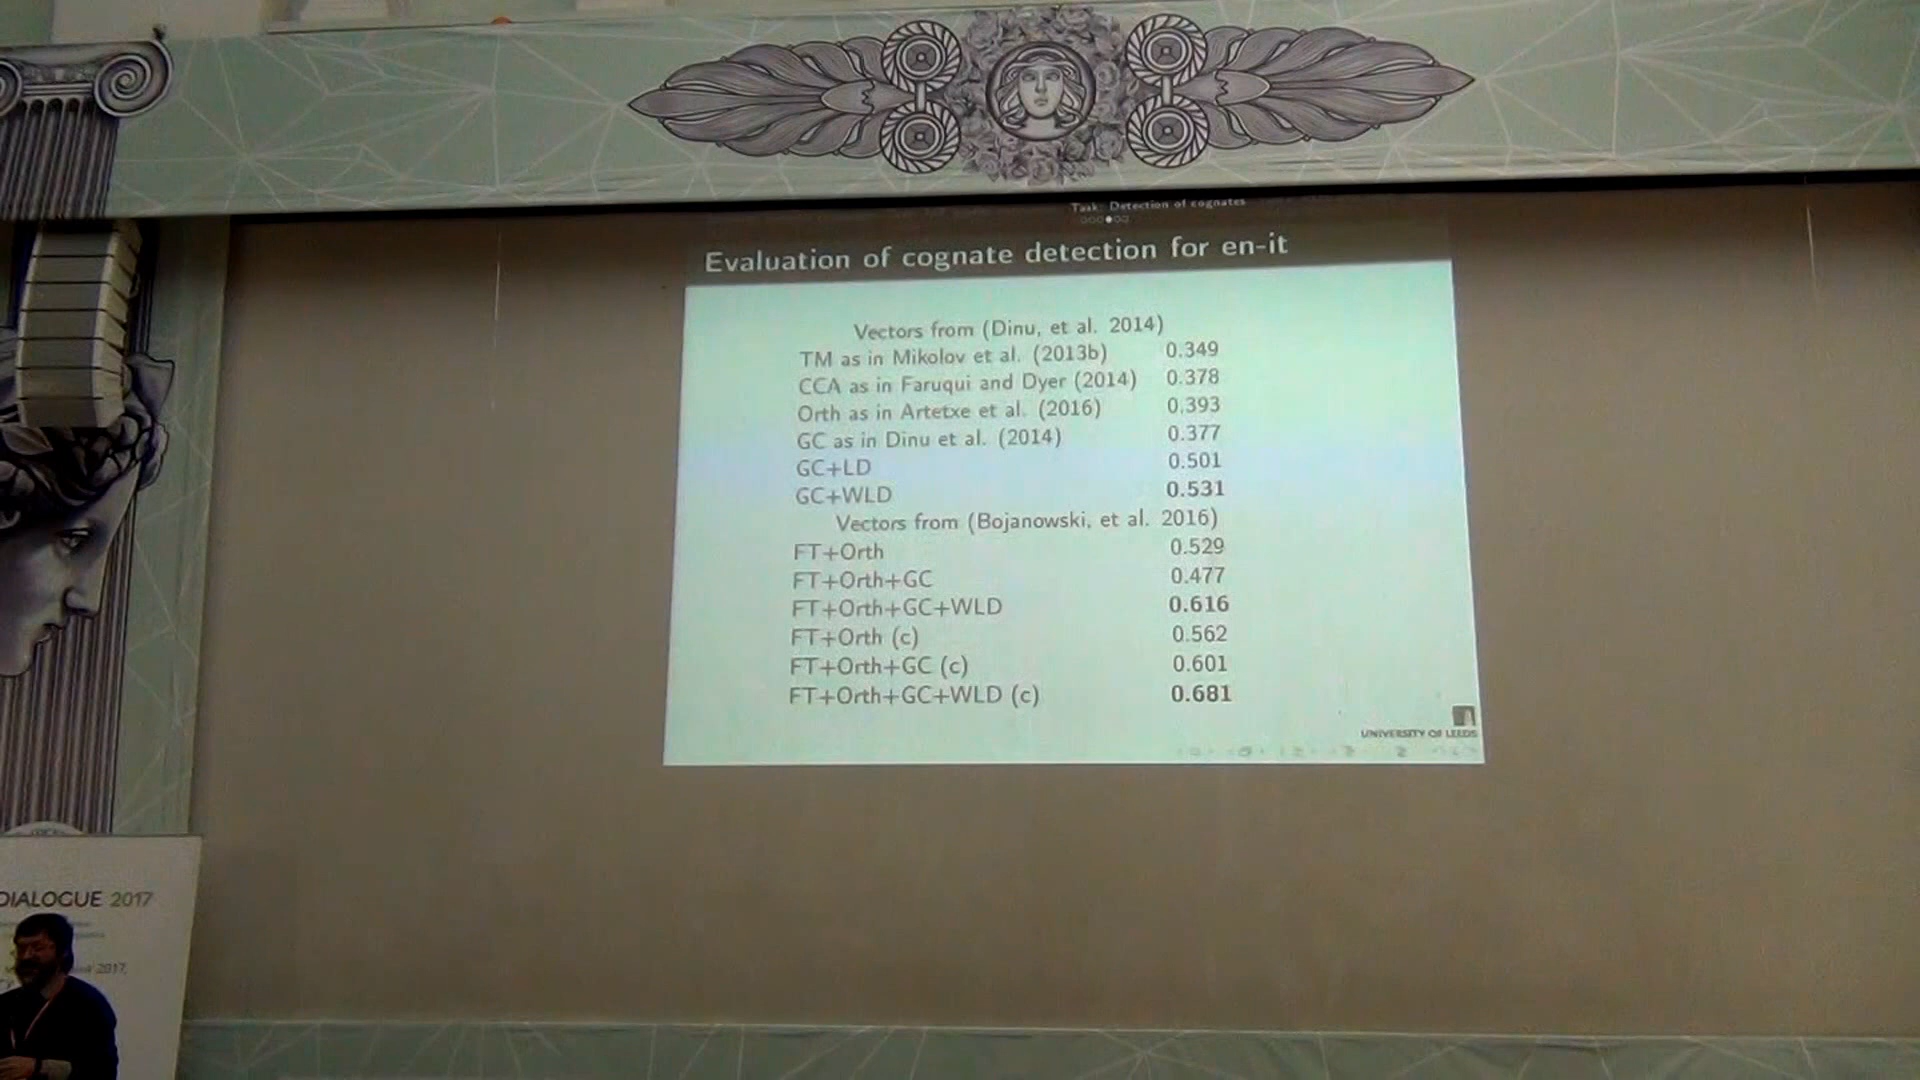 Task: Detection of cognates
Evaluation of cognate detection for en-it
Vectors from (Dinu, et al. 2014)
TM as in Mikolov et al. (2013b) 0.349
CCA as in Faruqui and Dyer (2014) 0.378
Orth as in Artetxe et al. (2016) 0.393
GC as in Dinu et al. (2014) 0.377
GC+LD 0.501
GC+WLD 0.531
Vectors from (Bojanowski, et al. 2016)
FT+Orth 0.529
FT+Orth+GC 0.477
FT+Orth+GC+WLD 0.616
FT+Orth (c) 0.562
FT+Orth+GC (c) 0.601
FT+Orth+GC+WLD (c) 0.681
UNIVERSITY OF LEEDS
DIALOGUE 2017
2017,